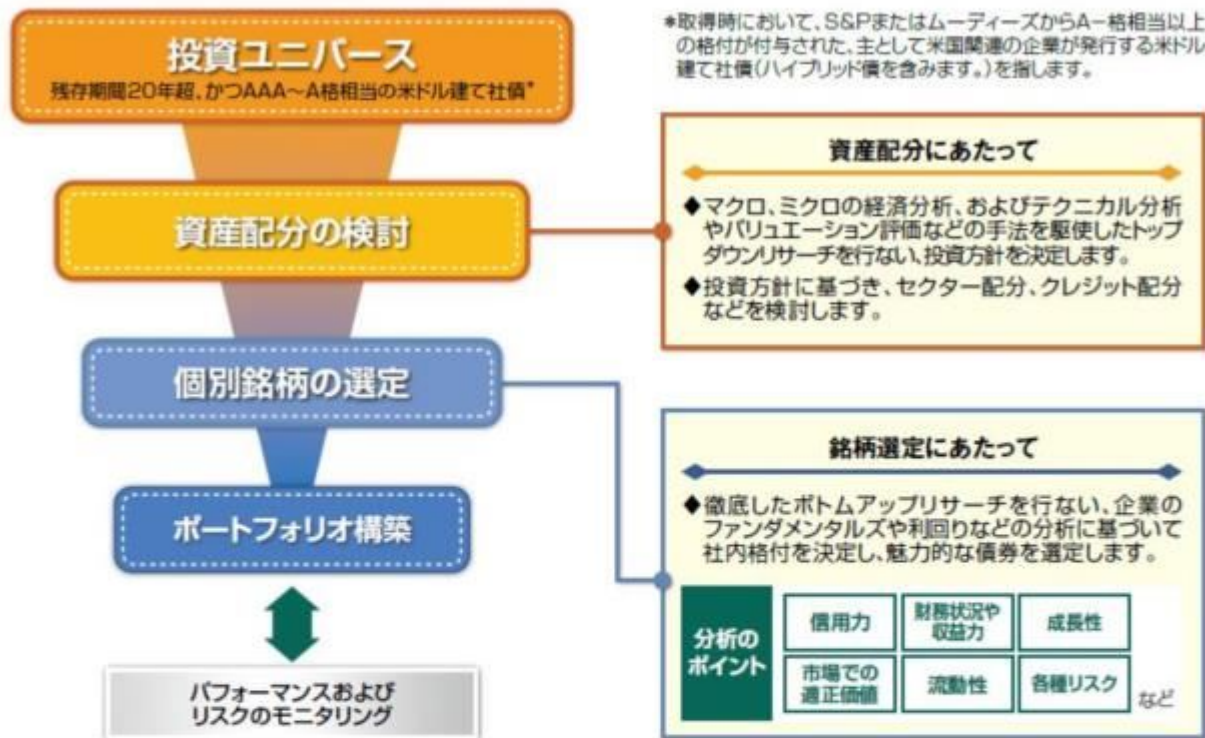 投資ユニバース
残存期間20年超、かつAAA～A格相当の米ドル建て社債*
*取得時において、S&PまたはムーディーズからA－格相当以上
の格付が付与された、主として米国関連の企業が発行する米ドル
建て社債(ハイブリッド債を含みます。)を指します。
資産配分の検討
資産配分にあたって
◆マクロ、ミクロの経済分析、およびテクニカル分析
やバリュエーション評価などの手法を駆使したトップ
ダウンリサーチを行ない、投資方針を決定します。
◆投資方針に基づき、セクター配分、クレジット配分
などを検討します。
個別銘柄の選定
銘柄選定にあたって
◆徹底したボトムアップリサーチを行ない、企業の
ファンダメンタルズや利回りなどの分析に基づいて
社内格付を決定し、魅力的な債券を選定します。
分析の
ポイント
信用力
財務状況や
収益力
成長性
市場での
適正価値
流動性
各種リスク
など
ポートフォリオ構築
パフォーマンスおよび
リスクのモニタリング